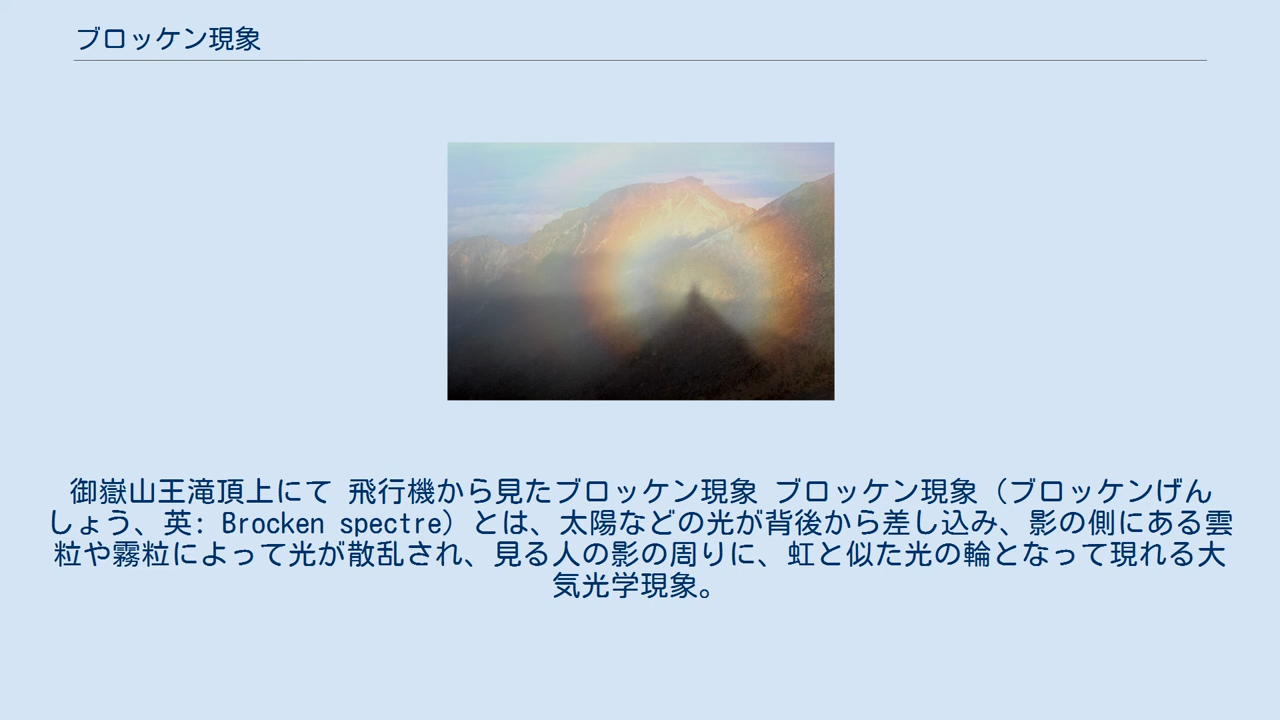 ブロッケン現象
御嶽山王滝頂上にて 飛行機から見たブロッケン現象 ブロッケン現象（ブロッケンげん
しょう、英: Brocken spectre）とは、太陽などの光が背後から差し込み、影の側にある雲
粒や霧粒によって光が散乱され、見る人の影の周りに、虹と似た光の輪となって現れる大
気光学現象。